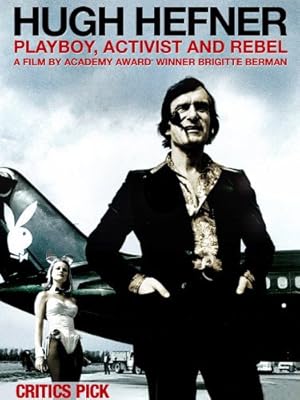 HUGH HEFNER
PLAYBOY, ACTIVIST AND REBEL
A FILM BY ACADEMY AWARD® WINNER BRIGITTE BERMAN
CRITICS PICK